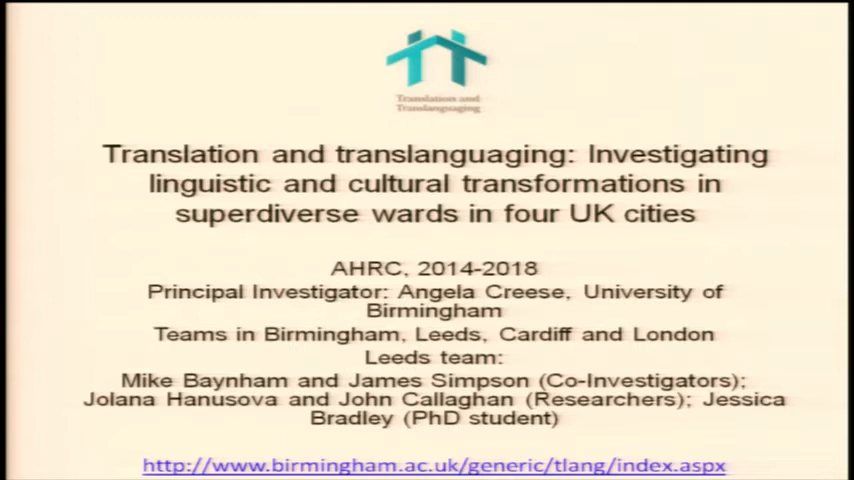 Translation and
Translanguaging
Translation and translanguaging: Investigating
linguistic and cultural transformations in
superdiverse wards in four UK cities
AHRC, 2014-2018
Principal Investigator: Angela Creese, University of
Birmingham
Teams in Birmingham, Leeds, Cardiff and London
Leeds team:
Mike Baynham and James Simpson (Co-Investigators);
Jolana Hanusova and John Callaghan (Researchers); Jessica
Bradley (PhD student)
http://www.birmingham.ac.uk/generic/tlang/index.aspx